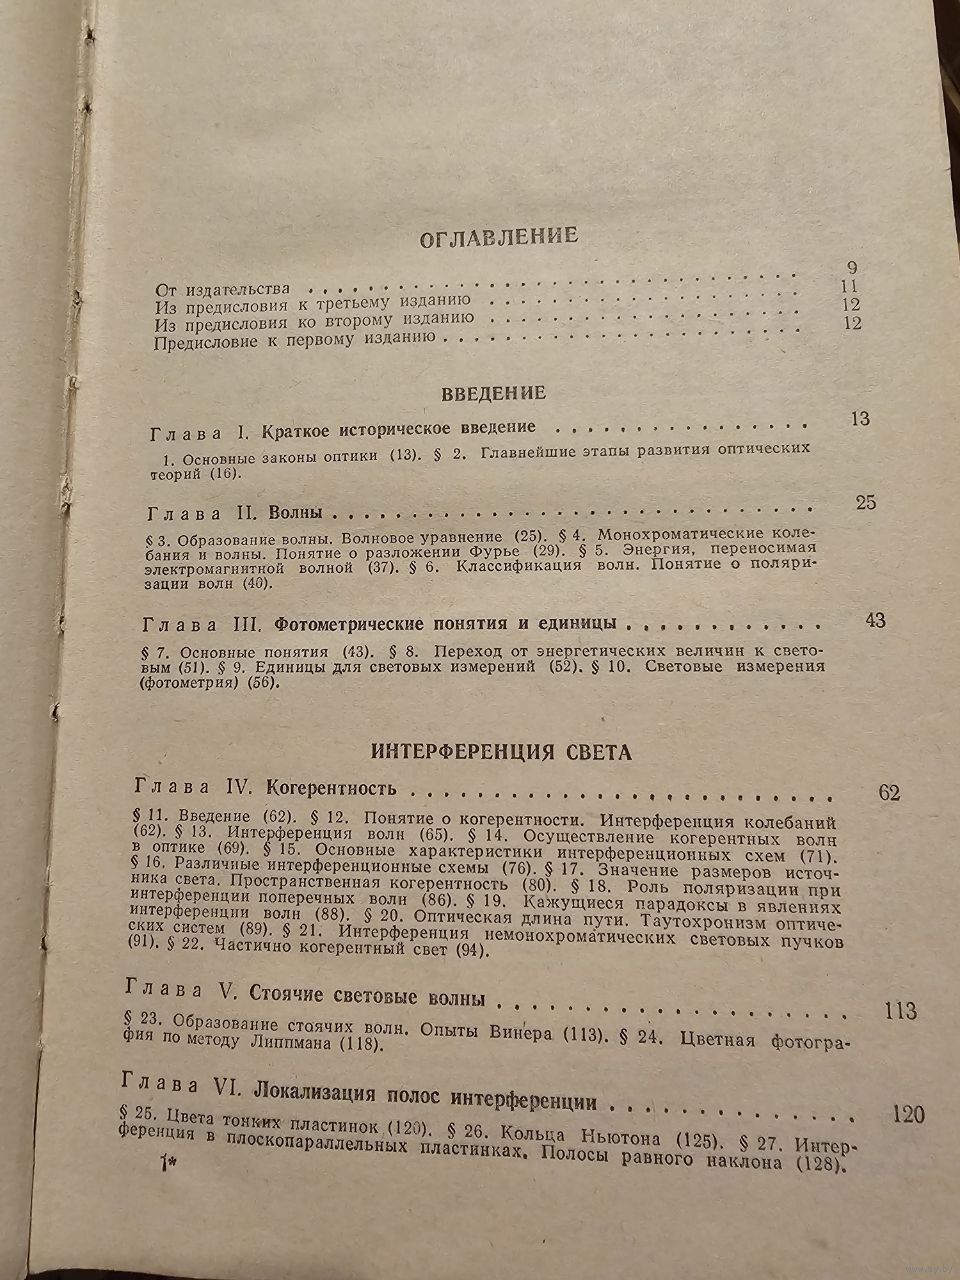 ОГЛАВЛЕНИЕ
От издательства . . . . . . . . . . . . . . . . . . . . . . . . . . . . 9
Из предисловия к третьему изданию . . . . . . . . . . . . . . . . . . 11
Из предисловия ко второму изданию . . . . . . . . . . . . . . . . . . 12
Предисловие к первому изданию . . . . . . . . . . . . . . . . . . . . 12
ВВЕДЕНИЕ
Глава I. Краткое историческое введение . . . . . . . . . . . . . . . 13
1. Основные законы оптики (13). § 2. Главнейшие этапы развития оптических
теорий (16).
Глава II. Волны . . . . . . . . . . . . . . . . . . . . . . . . . . . . 25
§ 3. Образование волны. Волновое уравнение (25). § 4. Монохроматические коле-
бания и волны. Понятие о разложении Фурье (29). § 5. Энергия, переносимая
электромагнитной волной (37). § 6. Классификация волн. Понятие о поляри-
зации волн (40).
Глава III. Фотометрические понятия и единицы . . . . . . . . . . . . 43
§ 7. Основные понятия (43). § 8. Переход от энергетических величин к свето-
вым (51). § 9. Единицы для световых измерений (52). § 10. Световые измерения
(фотометрия) (56).
ИНТЕРФЕРЕНЦИЯ СВЕТА
Глава IV. Когерентность . . . . . . . . . . . . . . . . . . . . . . . . 62
§ 11. Введение (62). § 12. Понятие о когерентности. Интерференция колебаний
(62). § 13. Интерференция волн (65). § 14. Осуществление когерентных волн
в оптике (69). § 15. Основные характеристики интерференционных схем (71).
§ 16. Различные интерференционные схемы (76). § 17. Значение размеров источ-
ника света. Пространственная когерентность (80). § 18. Роль поляризации при
интерференции поперечных волн (86). § 19. Кажущиеся парадоксы в явлениях
интерференции волн (88). § 20. Оптическая длина пути. Таутохронизм оптиче-
ских систем (89). § 21. Интерференция немонохроматических световых пучков
(91). § 22. Частично когерентный свет (94).
Глава V. Стоячие световые волны . . . . . . . . . . . . . . . . . . . 113
§ 23. Образование стоячих волн. Опыты Винера (113). § 24. Цветная фотогра-
фия по методу Липпмана (118).
Глава VI. Локализация полос интерференции . . . . . . . . . . . . . 120
§ 25. Цвета тонких пластинок (120). § 26. Кольца Ньютона (125). § 27. Интер-
ференция в плоскопараллельных пластинках. Полосы равного наклона (128).
1*
www.ay.by